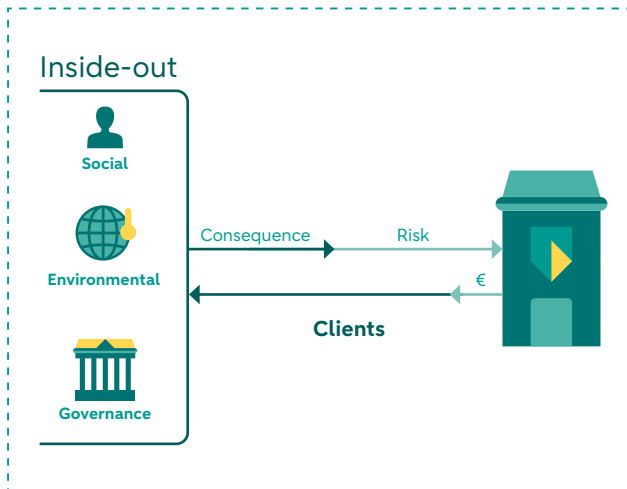 Inside-out
Social
Consequence
Risk
Environmental
€
Clients
Governance